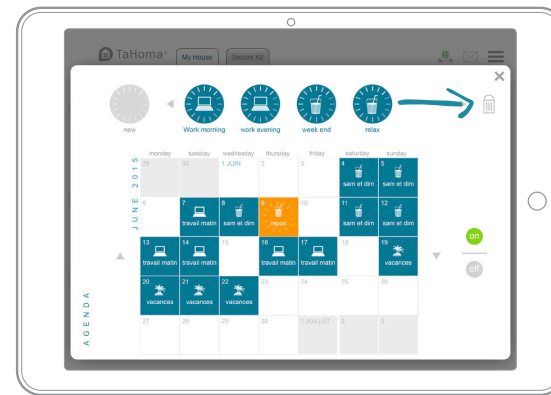 TaHoma®
My House
Secure Kit
@
new
Work morning
work evening
week end
relax
JUNE 2015
monday tuesday wednesday thursday friday saturday sunday
29 30 1 JUIN 2 3 4 5
sam et dim sam et dim
6 7 8 9 10 11 12
travail matin sam et dim repos sam et dim sam et dim
13 14 15 16 17 18 19
travail matin travail matin travail matin travail matin vacances
20 21 22 23 24 25 26
vacances vacances vacances
27 28 29 30 1 JUILLET 2 3
AGENDA
on
off